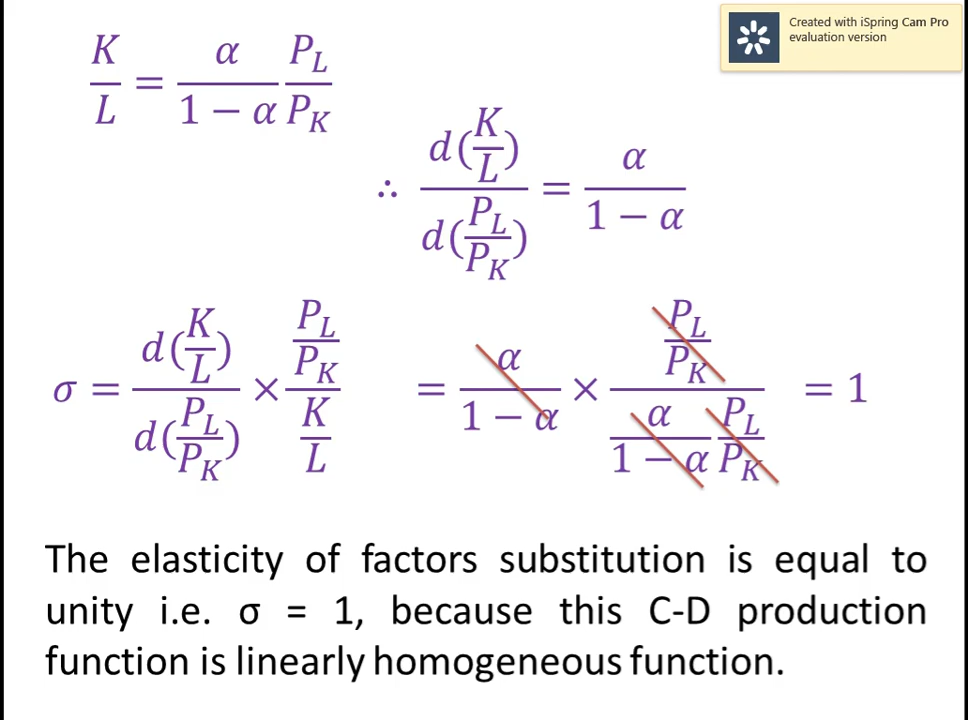 Created with iSpring Cam Pro
evaluation version
K/L = α/(1 − α) P_L/P_K
∴ d(K/L)/d(P_L/P_K) = α/(1 − α)
σ = d(K/L)/d(P_L/P_K) × (P_L/P_K)/(K/L) = α/(1 − α) × (P_L/P_K)/(α/(1 − α) P_L/P_K) = 1
The elasticity of factors substitution is equal to
unity i.e. σ = 1, because this C-D production
function is linearly homogeneous function.